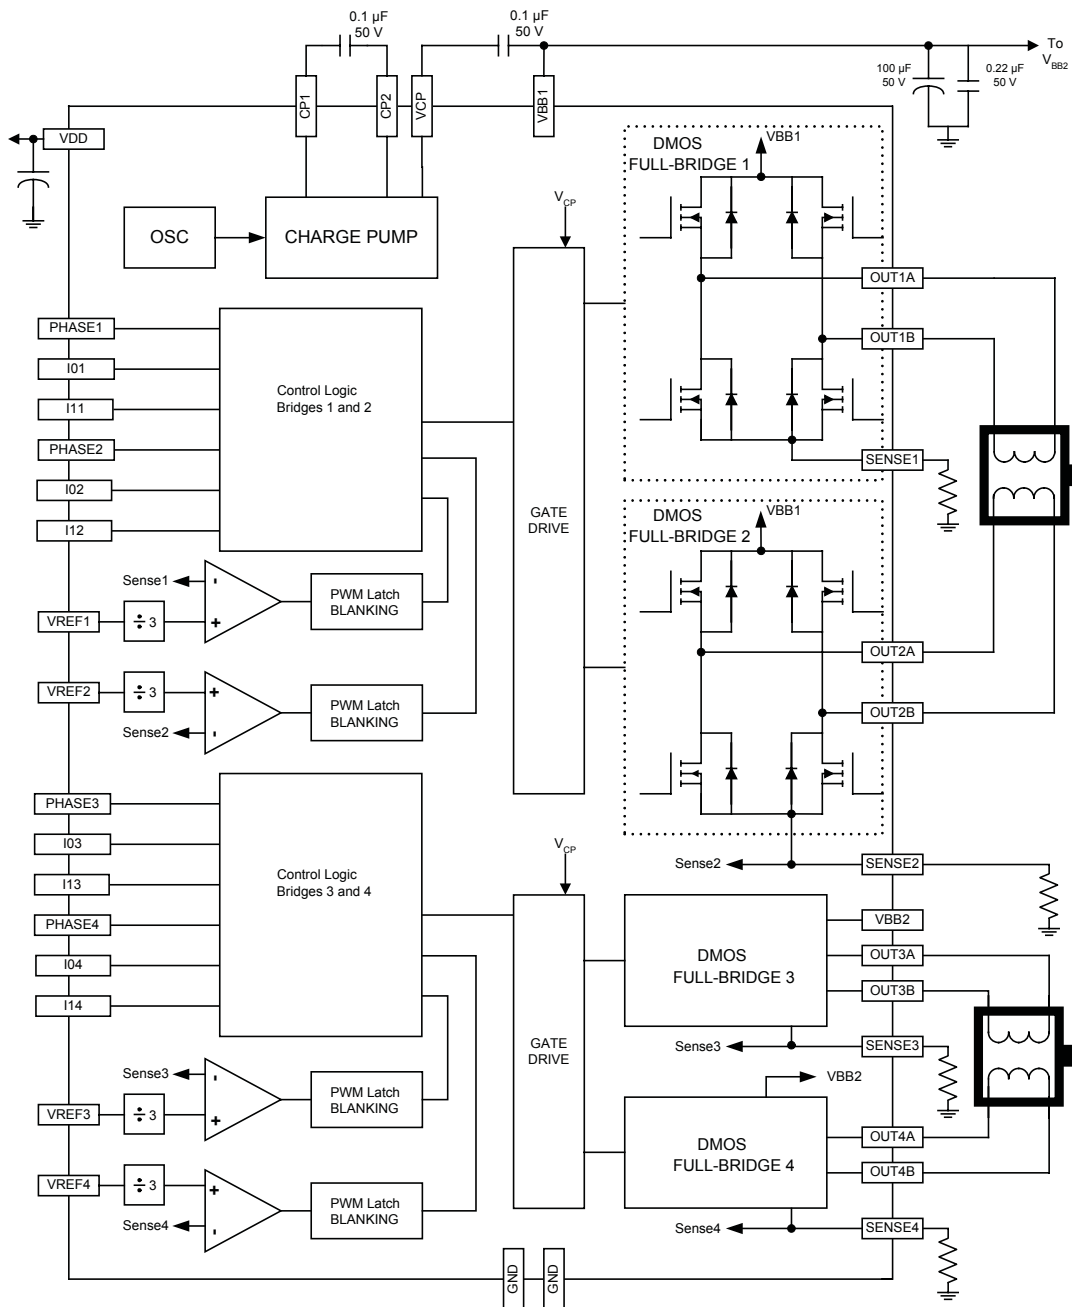 0.1 µF
50 V
0.1 µF
50 V
To
VBB2
100 µF
50 V
0.22 µF
50 V
CP1
CP2
VCP
VBB1
VDD
DMOS
FULL-BRIDGE 1
VBB1
OSC
CHARGE PUMP
VCP
OUT1A
PHASE1
I01
I11
PHASE2
I02
I12
Control Logic
Bridges 1 and 2
OUT1B
SENSE1
GATE
DRIVE
DMOS
FULL-BRIDGE 2
VBB1
Sense1
-
+
PWM Latch
BLANKING
VREF1
÷ 3
VREF2
÷ 3
+
-
Sense2
PWM Latch
BLANKING
OUT2A
OUT2B
PHASE3
I03
I13
PHASE4
I04
I14
Control Logic
Bridges 3 and 4
VCP
Sense2
SENSE2
VBB2
DMOS
FULL-BRIDGE 3
OUT3A
OUT3B
GATE
DRIVE
Sense3
SENSE3
Sense3
-
+
PWM Latch
BLANKING
VREF3
÷ 3
VBB2
DMOS
FULL-BRIDGE 4
OUT4A
OUT4B
VREF4
÷ 3
+
-
Sense4
PWM Latch
BLANKING
Sense4
SENSE4
GND
GND